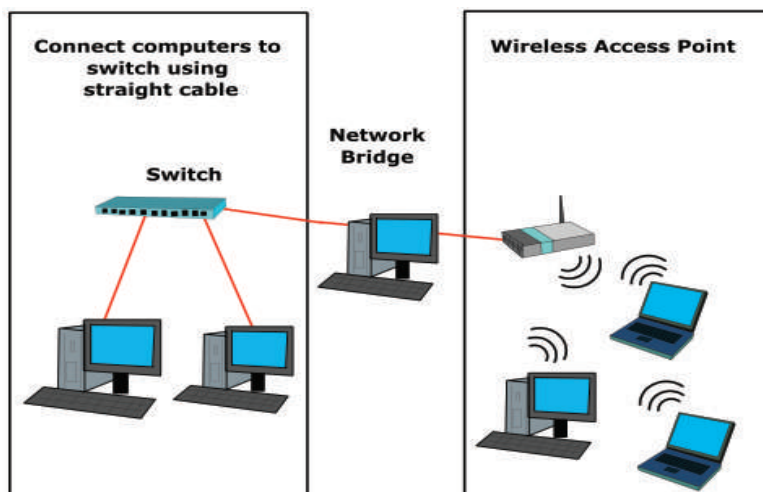 Connect computers to
switch using
straight cable
Switch
Network
Bridge
Wireless Access Point